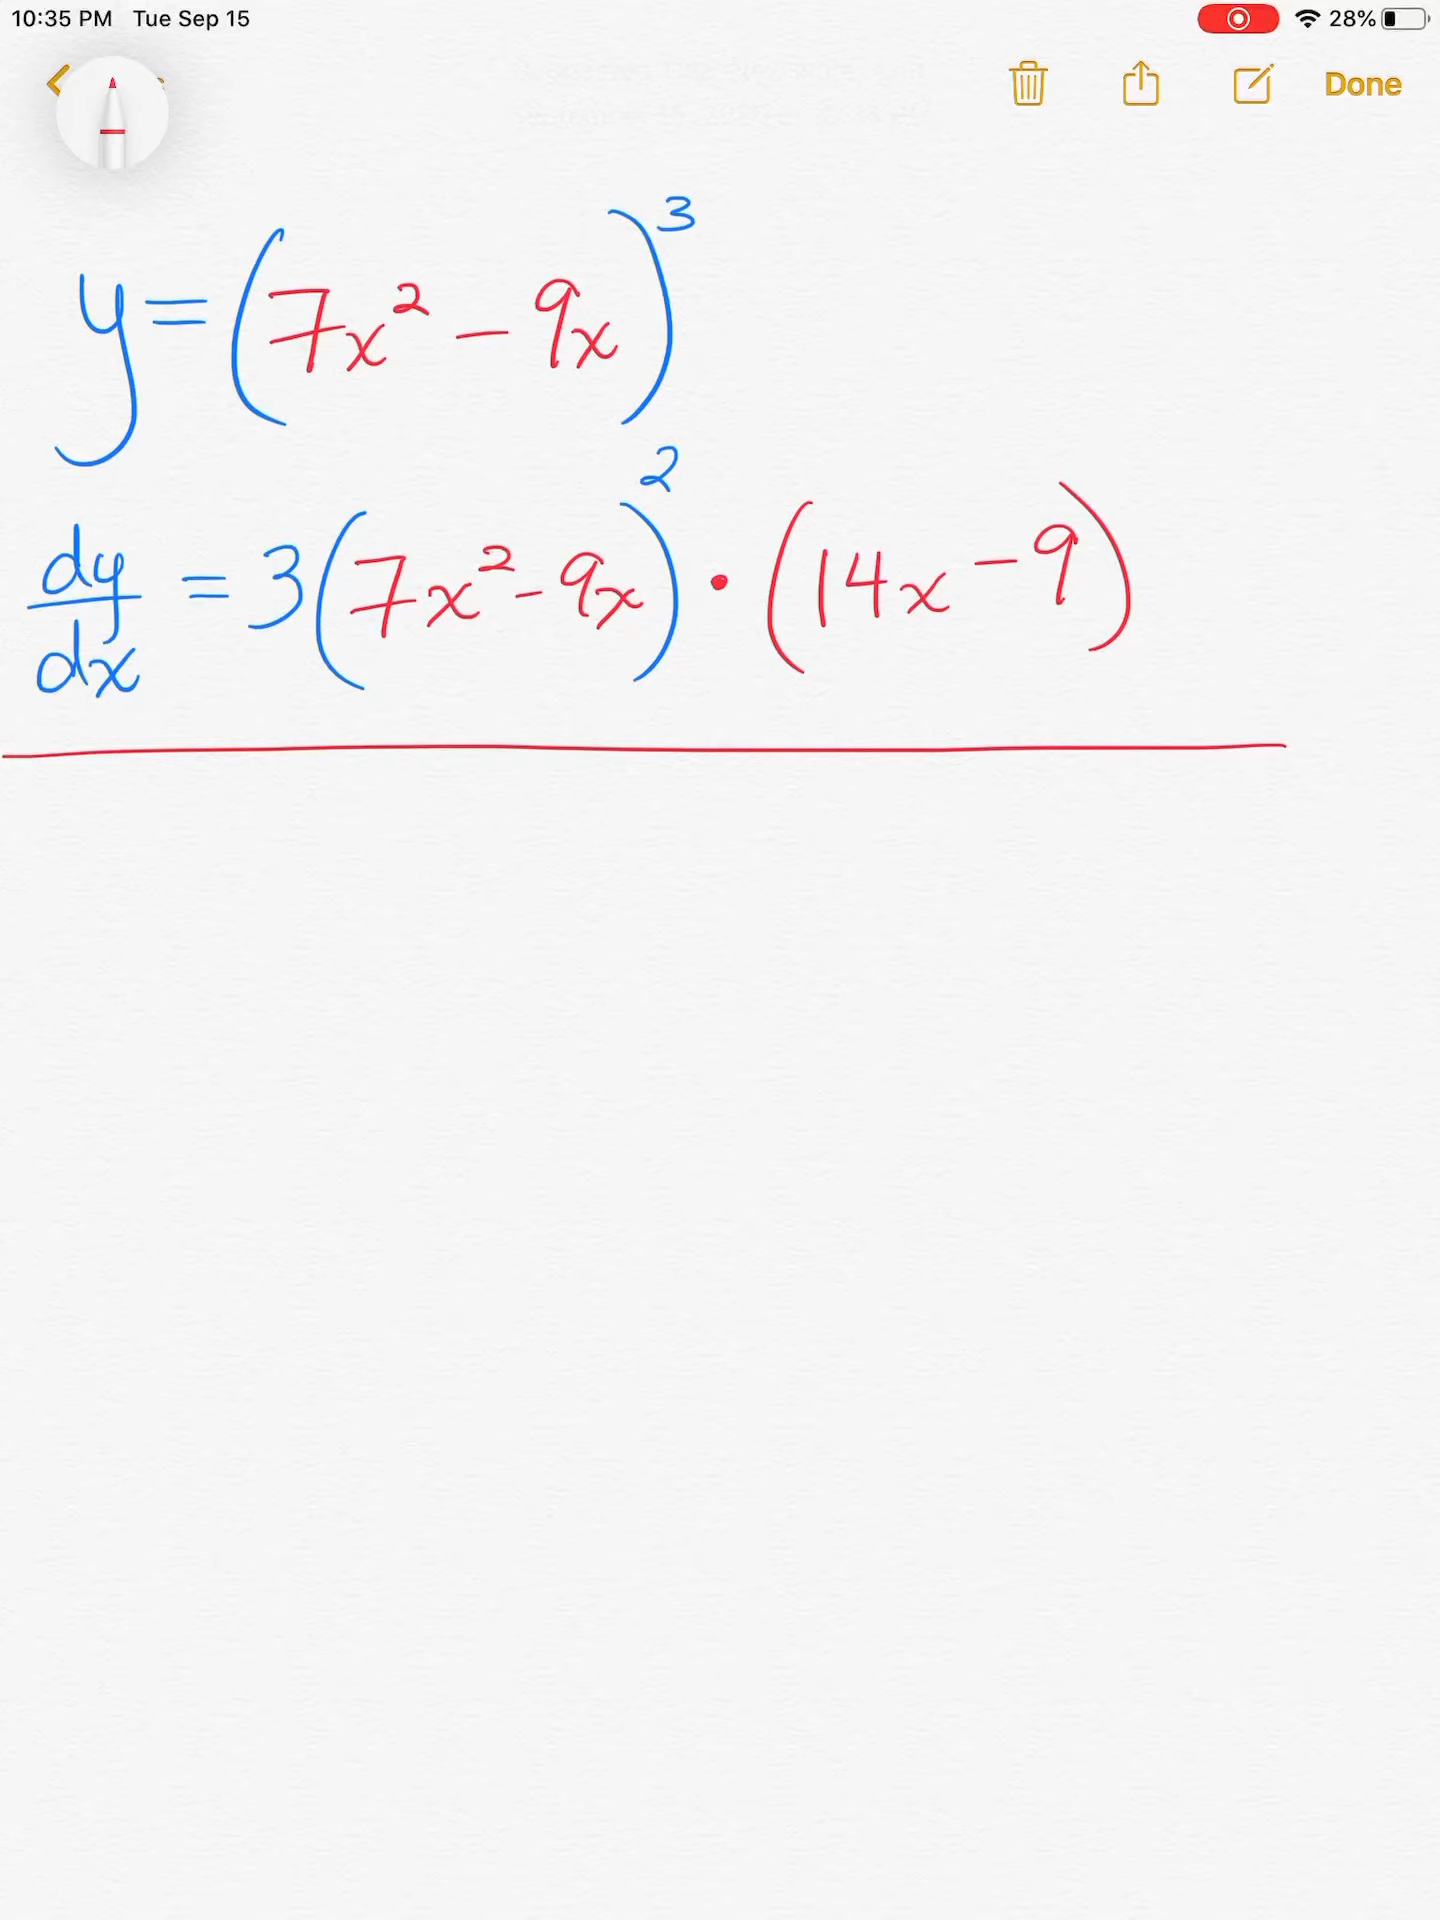 10:35 PM Tue Sep 15 28%
Done
y = (7x² - 9x)³
dy/dx = 3(7x² - 9x)² • (14x - 9)